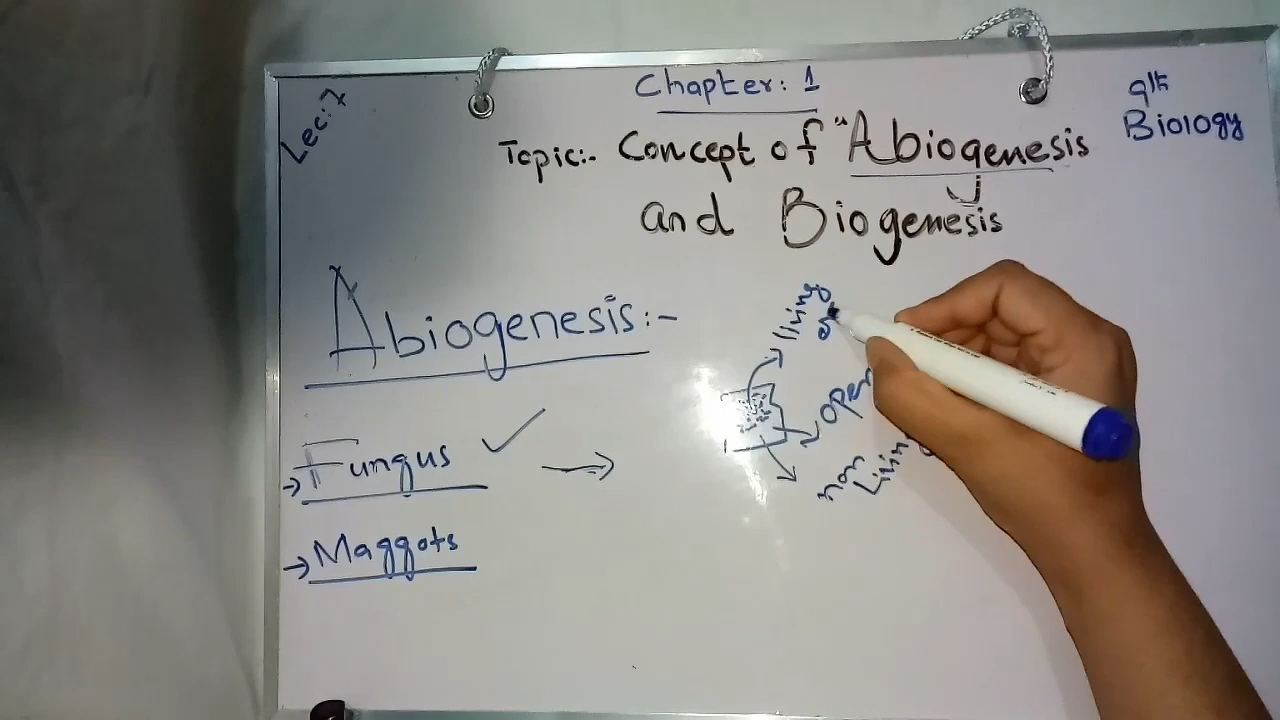 Lec:7
Chapter: 1
9th
Biology
Topic:- Concept of "Abiogenesis
and Biogenesis
Abiogenesis:-
living
open
→ Fungus ✓ →
non
Living
→ Maggots